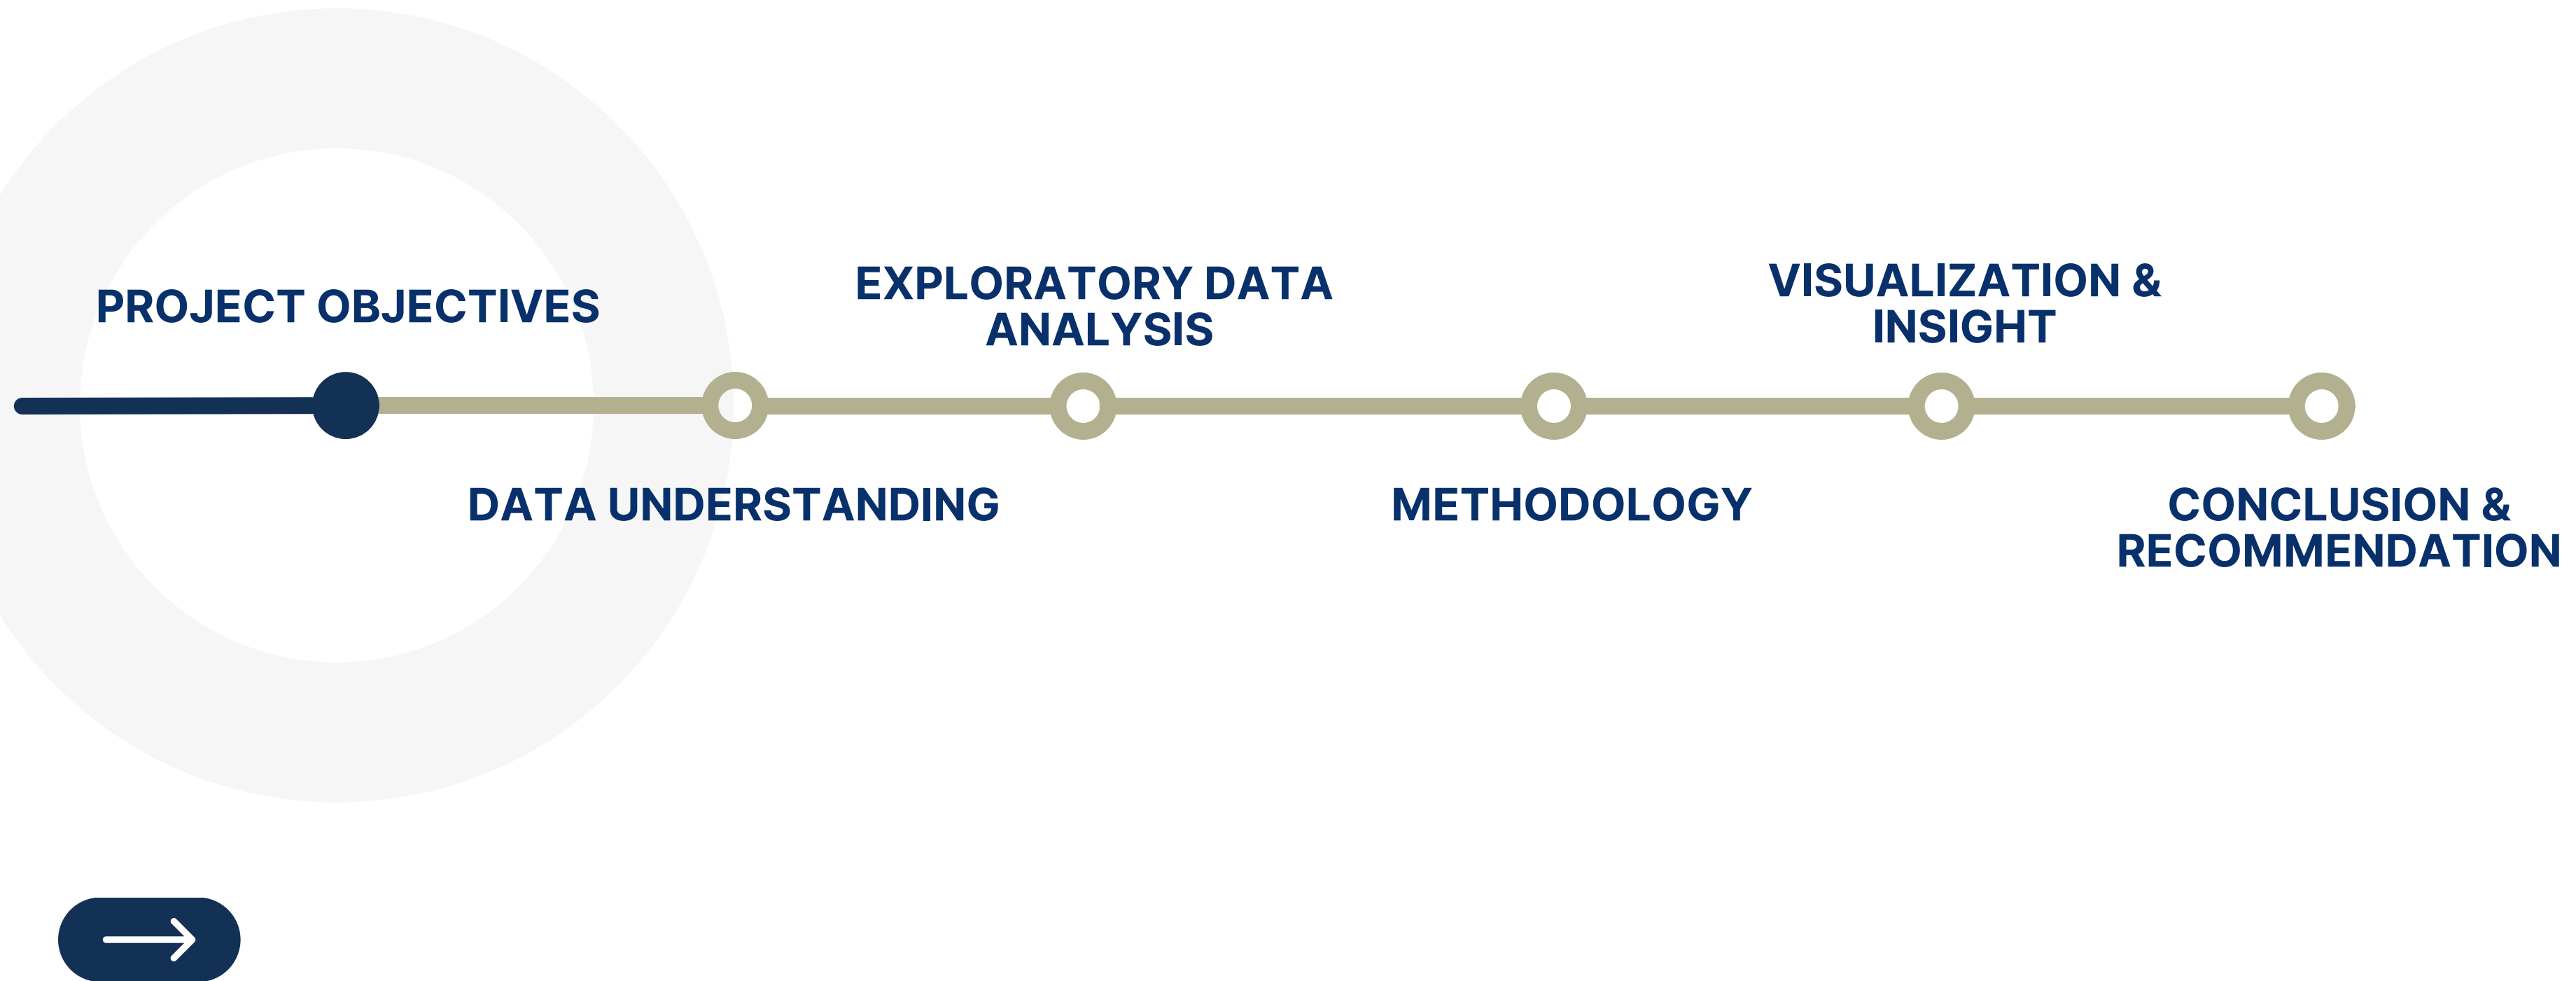 PROJECT OBJECTIVES
DATA UNDERSTANDING
EXPLORATORY DATA
ANALYSIS
METHODOLOGY
VISUALIZATION &
INSIGHT
CONCLUSION &
RECOMMENDATION